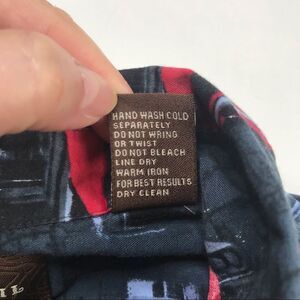 HAND WASH COLD
SEPARATELY
DO NOT WRING
OR TWIST
DO NOT BLEACH
LINE DRY
WARM IRON
FOR BEST RESULTS
DRY CLEAN